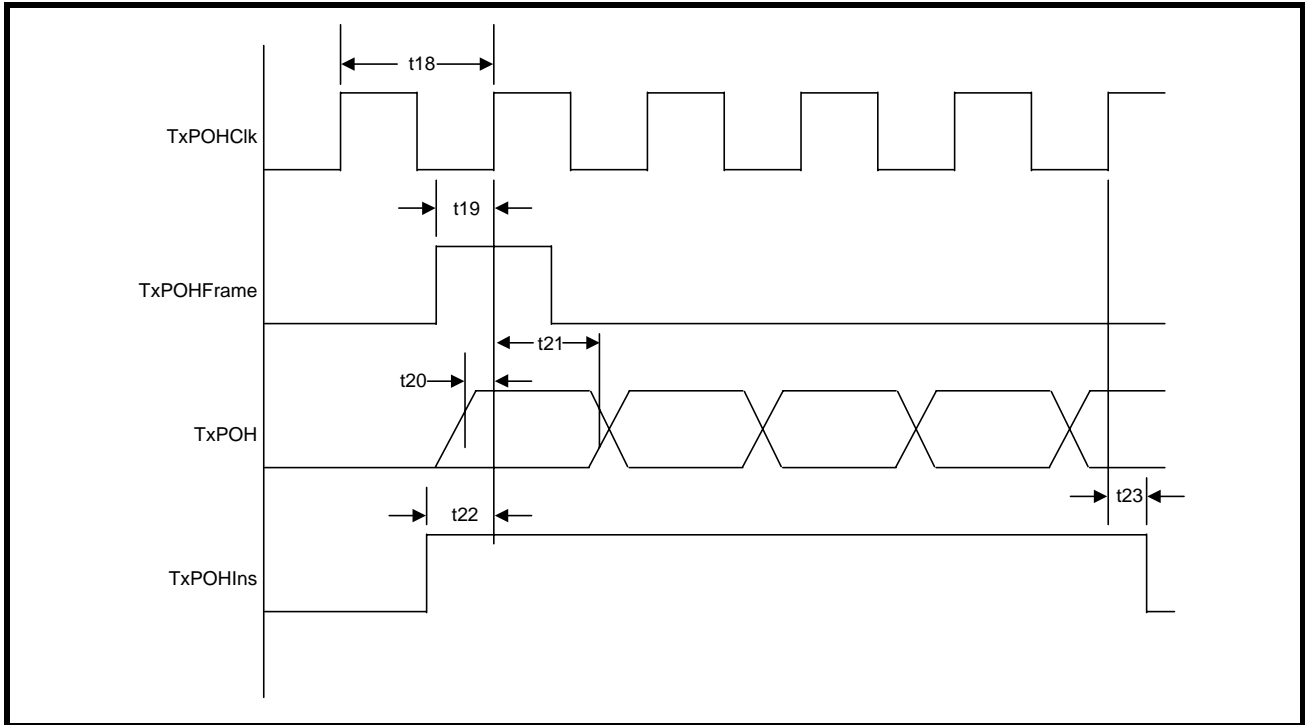 t18
TxPOHClk
t19
TxPOHFrame
t21
t20
TxPOH
t23
t22
TxPOHIns